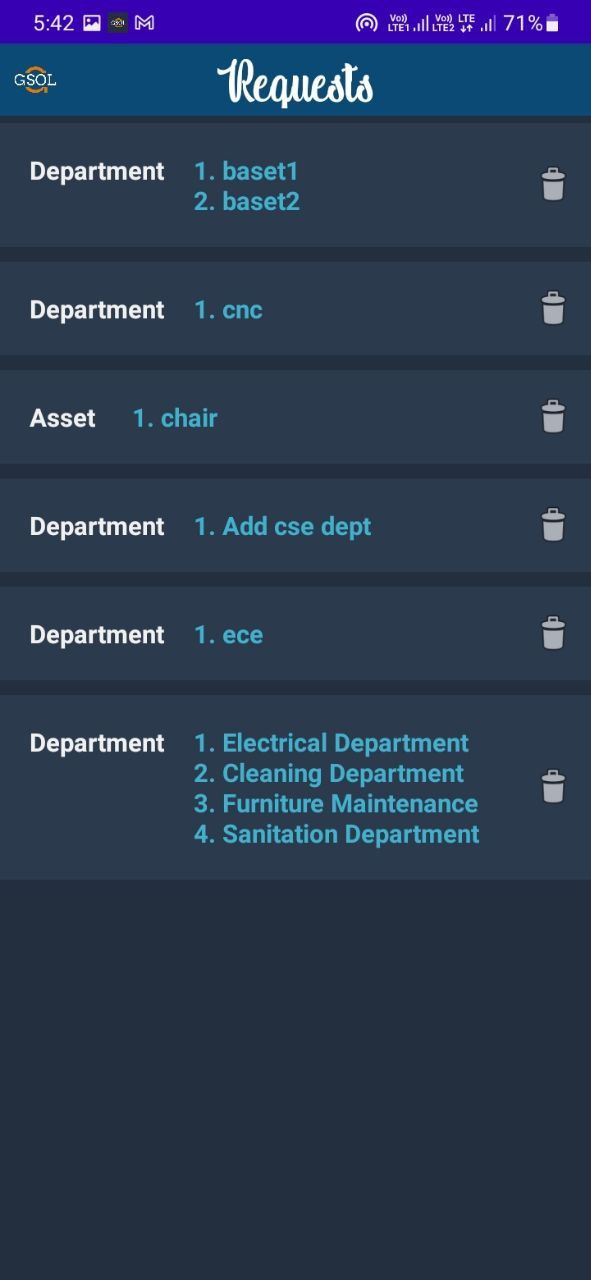 5:42 GSOL Vo)) LTE1 Vo)) LTE2 LTE 71%
GSOL Requests
Department 1. baset1
2. baset2
Department 1. cnc
Asset 1. chair
Department 1. Add cse dept
Department 1. ece
Department 1. Electrical Department
2. Cleaning Department
3. Furniture Maintenance
4. Sanitation Department